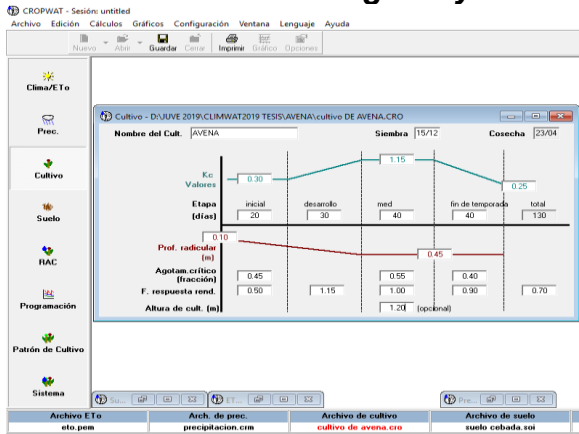 CROPWAT - Sesión: untitled
Archivo Edición Cálculos Gráficos Configuración Ventana Lenguaje Ayuda
Nuevo Abrir Guardar Cerrar Imprimir Gráfico Opciones
Clima/ETo
Prec.
Cultivo
Suelo
RAC
Programación
Patrón de Cultivo
Sistema
Cultivo - D:\JUVE 2019\CLIMWAT2019 TESIS\AVENA\cultivo DE AVENA.CRO
Nombre del Cult. AVENA Siembra 15/12 Cosecha 23/04
Kc Valores 0.30 1.15 0.25
Etapa inicial desarrollo med fin de temporada total
(días) 20 30 40 40 130
Prof. radicular (m) 0.10 0.45
Agotam.crítico (fracción) 0.45 0.55 0.40
F. respuesta rend. 0.50 1.15 1.00 0.90 0.70
Altura de cult. (m) 1.20 (opcional)
Su... ET... Pre...
Archivo ETo Arch. de prec. Archivo de cultivo Archivo de suelo
eto.pem precipitacion.crm cultivo de avena.cro suelo cebada.soi